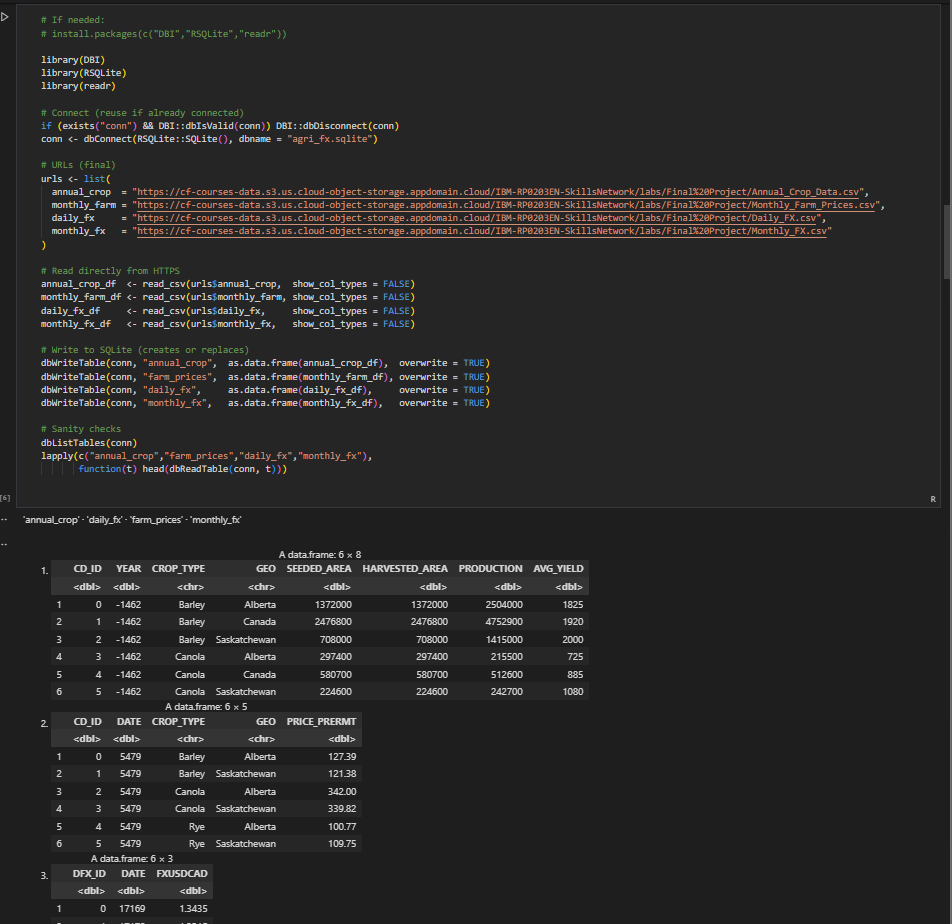 # If needed:
# install.packages(c("DBI","RSQLite","readr"))
library(DBI)
library(RSQLite)
library(readr)
# Connect (reuse if already connected)
if (exists("conn") && DBI::dbIsValid(conn)) DBI::dbDisconnect(conn)
conn <- dbConnect(RSQLite::SQLite(), dbname = "agri_fx.sqlite")
# URLs (final)
urls <- list(
annual_crop  = "https://cf-courses-data.s3.us.cloud-object-storage.appdomain.cloud/IBM-RP0203EN-SkillsNetwork/labs/Final%20Project/Annual_Crop_Data.csv",
monthly_farm = "https://cf-courses-data.s3.us.cloud-object-storage.appdomain.cloud/IBM-RP0203EN-SkillsNetwork/labs/Final%20Project/Monthly_Farm_Prices.csv",
daily_fx     = "https://cf-courses-data.s3.us.cloud-object-storage.appdomain.cloud/IBM-RP0203EN-SkillsNetwork/labs/Final%20Project/Daily_FX.csv",
monthly_fx   = "https://cf-courses-data.s3.us.cloud-object-storage.appdomain.cloud/IBM-RP0203EN-SkillsNetwork/labs/Final%20Project/Monthly_FX.csv"
)
# Read directly from HTTPS
annual_crop_df  <- read_csv(urls$annual_crop,  show_col_types = FALSE)
monthly_farm_df <- read_csv(urls$monthly_farm, show_col_types = FALSE)
daily_fx_df     <- read_csv(urls$daily_fx,     show_col_types = FALSE)
monthly_fx_df   <- read_csv(urls$monthly_fx,   show_col_types = FALSE)
# Write to SQLite (creates or replaces)
dbWriteTable(conn, "annual_crop",  as.data.frame(annual_crop_df),  overwrite = TRUE)
dbWriteTable(conn, "farm_prices",  as.data.frame(monthly_farm_df), overwrite = TRUE)
dbWriteTable(conn, "daily_fx",     as.data.frame(daily_fx_df),     overwrite = TRUE)
dbWriteTable(conn, "monthly_fx",   as.data.frame(monthly_fx_df),   overwrite = TRUE)
# Sanity checks
dbListTables(conn)
lapply(c("annual_crop","farm_prices","daily_fx","monthly_fx"),
function(t) head(dbReadTable(conn, t)))
[6] R
'annual_crop' · 'daily_fx' · 'farm_prices' · 'monthly_fx'
A data.frame: 6 × 8
1. CD_ID YEAR CROP_TYPE GEO SEEDED_AREA HARVESTED_AREA PRODUCTION AVG_YIELD
<dbl> <dbl> <chr> <chr> <dbl> <dbl> <dbl> <dbl>
1 0 -1462 Barley Alberta 1372000 1372000 2504000 1825
2 1 -1462 Barley Canada 2476800 2476800 4752900 1920
3 2 -1462 Barley Saskatchewan 708000 708000 1415000 2000
4 3 -1462 Canola Alberta 297400 297400 215500 725
5 4 -1462 Canola Canada 580700 580700 512600 885
6 5 -1462 Canola Saskatchewan 224600 224600 242700 1080
A data.frame: 6 × 5
2. CD_ID DATE CROP_TYPE GEO PRICE_PRERMT
<dbl> <dbl> <chr> <chr> <dbl>
1 0 5479 Barley Alberta 127.39
2 1 5479 Barley Saskatchewan 121.38
3 2 5479 Canola Alberta 342.00
4 3 5479 Canola Saskatchewan 339.82
5 4 5479 Rye Alberta 100.77
6 5 5479 Rye Saskatchewan 109.75
A data.frame: 6 × 3
3. DFX_ID DATE FXUSDCAD
<dbl> <dbl> <dbl>
1 0 17169 1.3435